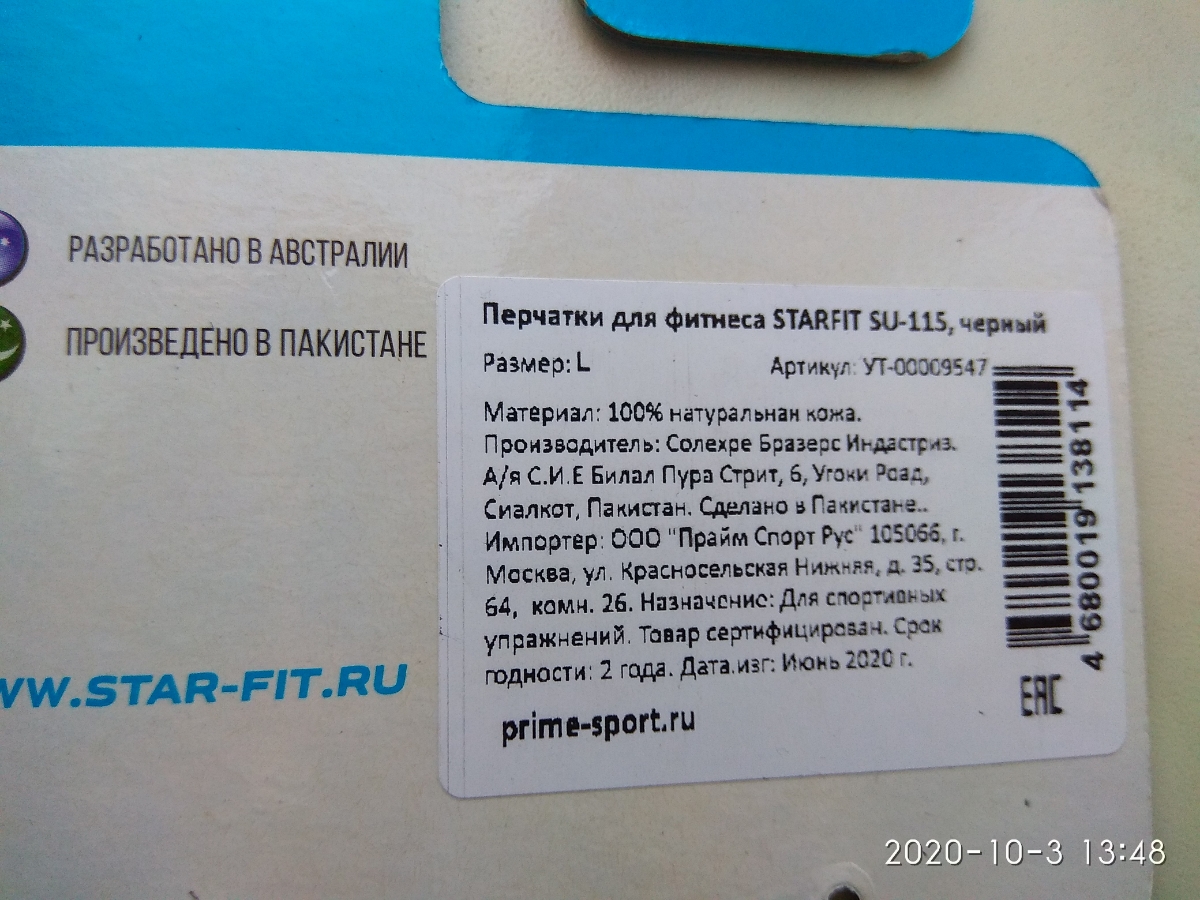 РАЗРАБОТАНО В АВСТРАЛИИ
ПРОИЗВЕДЕНО В ПАКИСТАНЕ
WW.STAR-FIT.RU
Перчатки для фитнеса STARFIT SU-115, черный
Размер: L
Артикул: УТ-00009547
Материал: 100% натуральная кожа.
Производитель: Солехре Бразерс Индастриз.
А/я С.И.Е Билал Пура Стрит, 6, Угоки Роад,
Сиалкот, Пакистан. Сделано в Пакистане..
Импортер: ООО "Прайм Спорт Рус" 105066, г.
Москва, ул. Красносельская Нижняя, д. 35, стр.
64, комн. 26. Назначение: Для спортивных
упражнений. Товар сертифицирован. Срок
годности: 2 года. Дата.изг: Июнь 2020 г.
prime-sport.ru
4 680019 138114
EAC
2020-10-3 13:48